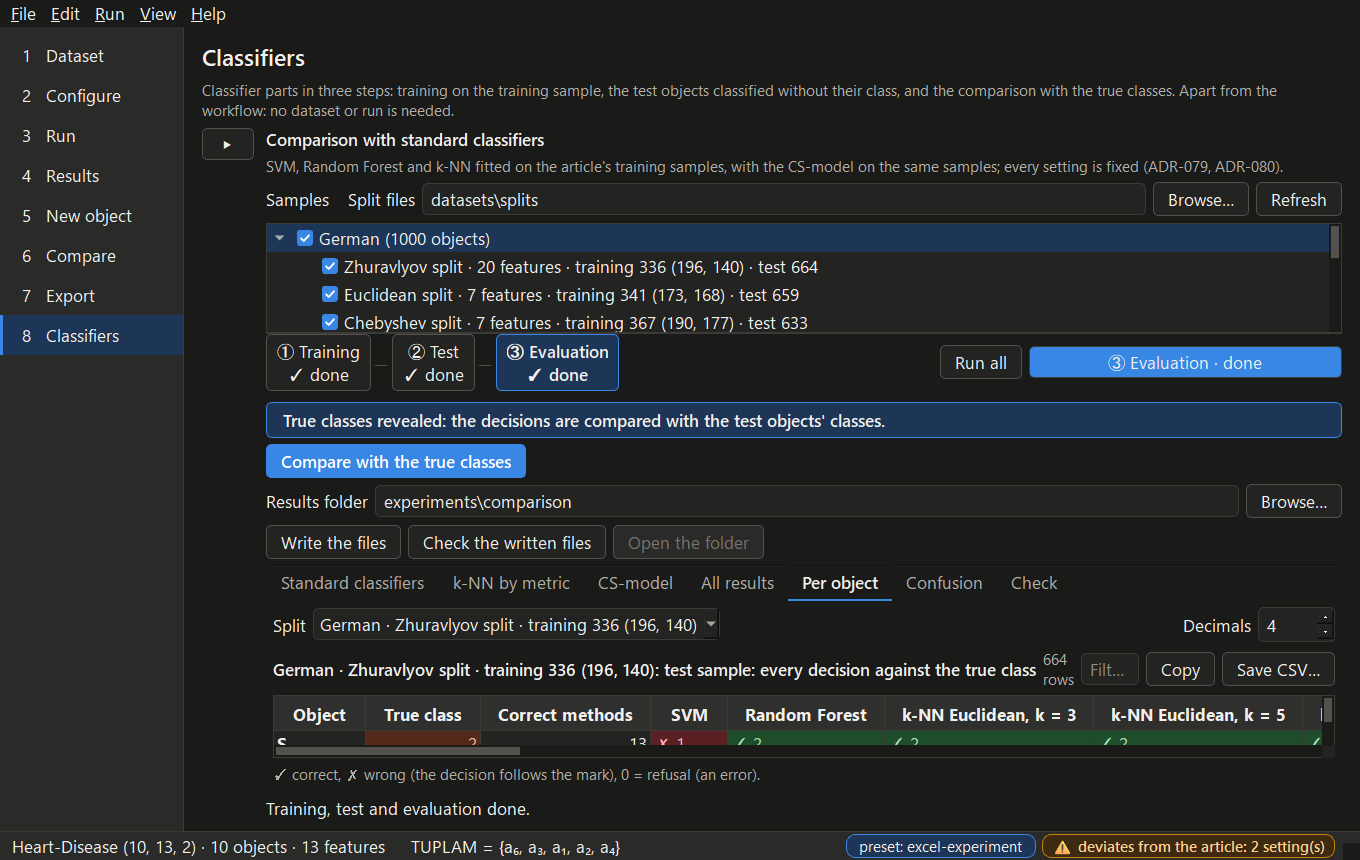 File Edit Run View Help
1 Dataset
2 Configure
3 Run
4 Results
5 New object
6 Compare
7 Export
8 Classifiers
Classifiers
Classifier parts in three steps: training on the training sample, the test objects classified without their class, and the comparison with the true classes. Apart from the
workflow: no dataset or run is needed.
Comparison with standard classifiers
SVM, Random Forest and k-NN fitted on the article's training samples, with the CS-model on the same samples; every setting is fixed (ADR-079, ADR-080).
Samples Split files datasets\splits Browse... Refresh
German (1000 objects)
Zhuravlyov split · 20 features · training 336 (196, 140) · test 664
Euclidean split · 7 features · training 341 (173, 168) · test 659
Chebyshev split · 7 features · training 367 (190, 177) · test 633
① Training
✓ done
② Test
✓ done
③ Evaluation
✓ done
Run all
③ Evaluation · done
True classes revealed: the decisions are compared with the test objects' classes.
Compare with the true classes
Results folder experiments\comparison Browse...
Write the files Check the written files Open the folder
Standard classifiers k-NN by metric CS-model All results Per object Confusion Check
Split German · Zhuravlyov split · training 336 (196, 140) Decimals 4
German · Zhuravlyov split · training 336 (196, 140): test sample: every decision against the true class 664 rows Filt... Copy Save CSV...
Object True class Correct methods SVM Random Forest k-NN Euclidean, k = 3 k-NN Euclidean, k = 5
2 13 ✗ 1 ✓ 2 ✓ 2 ✓ 2 ✓
✓ correct, ✗ wrong (the decision follows the mark), 0 = refusal (an error).
Training, test and evaluation done.
Heart-Disease (10, 13, 2) · 10 objects · 13 features TUPLAM = {a₆, a₃, a₁, a₂, a₄} preset: excel-experiment ⚠ deviates from the article: 2 setting(s)